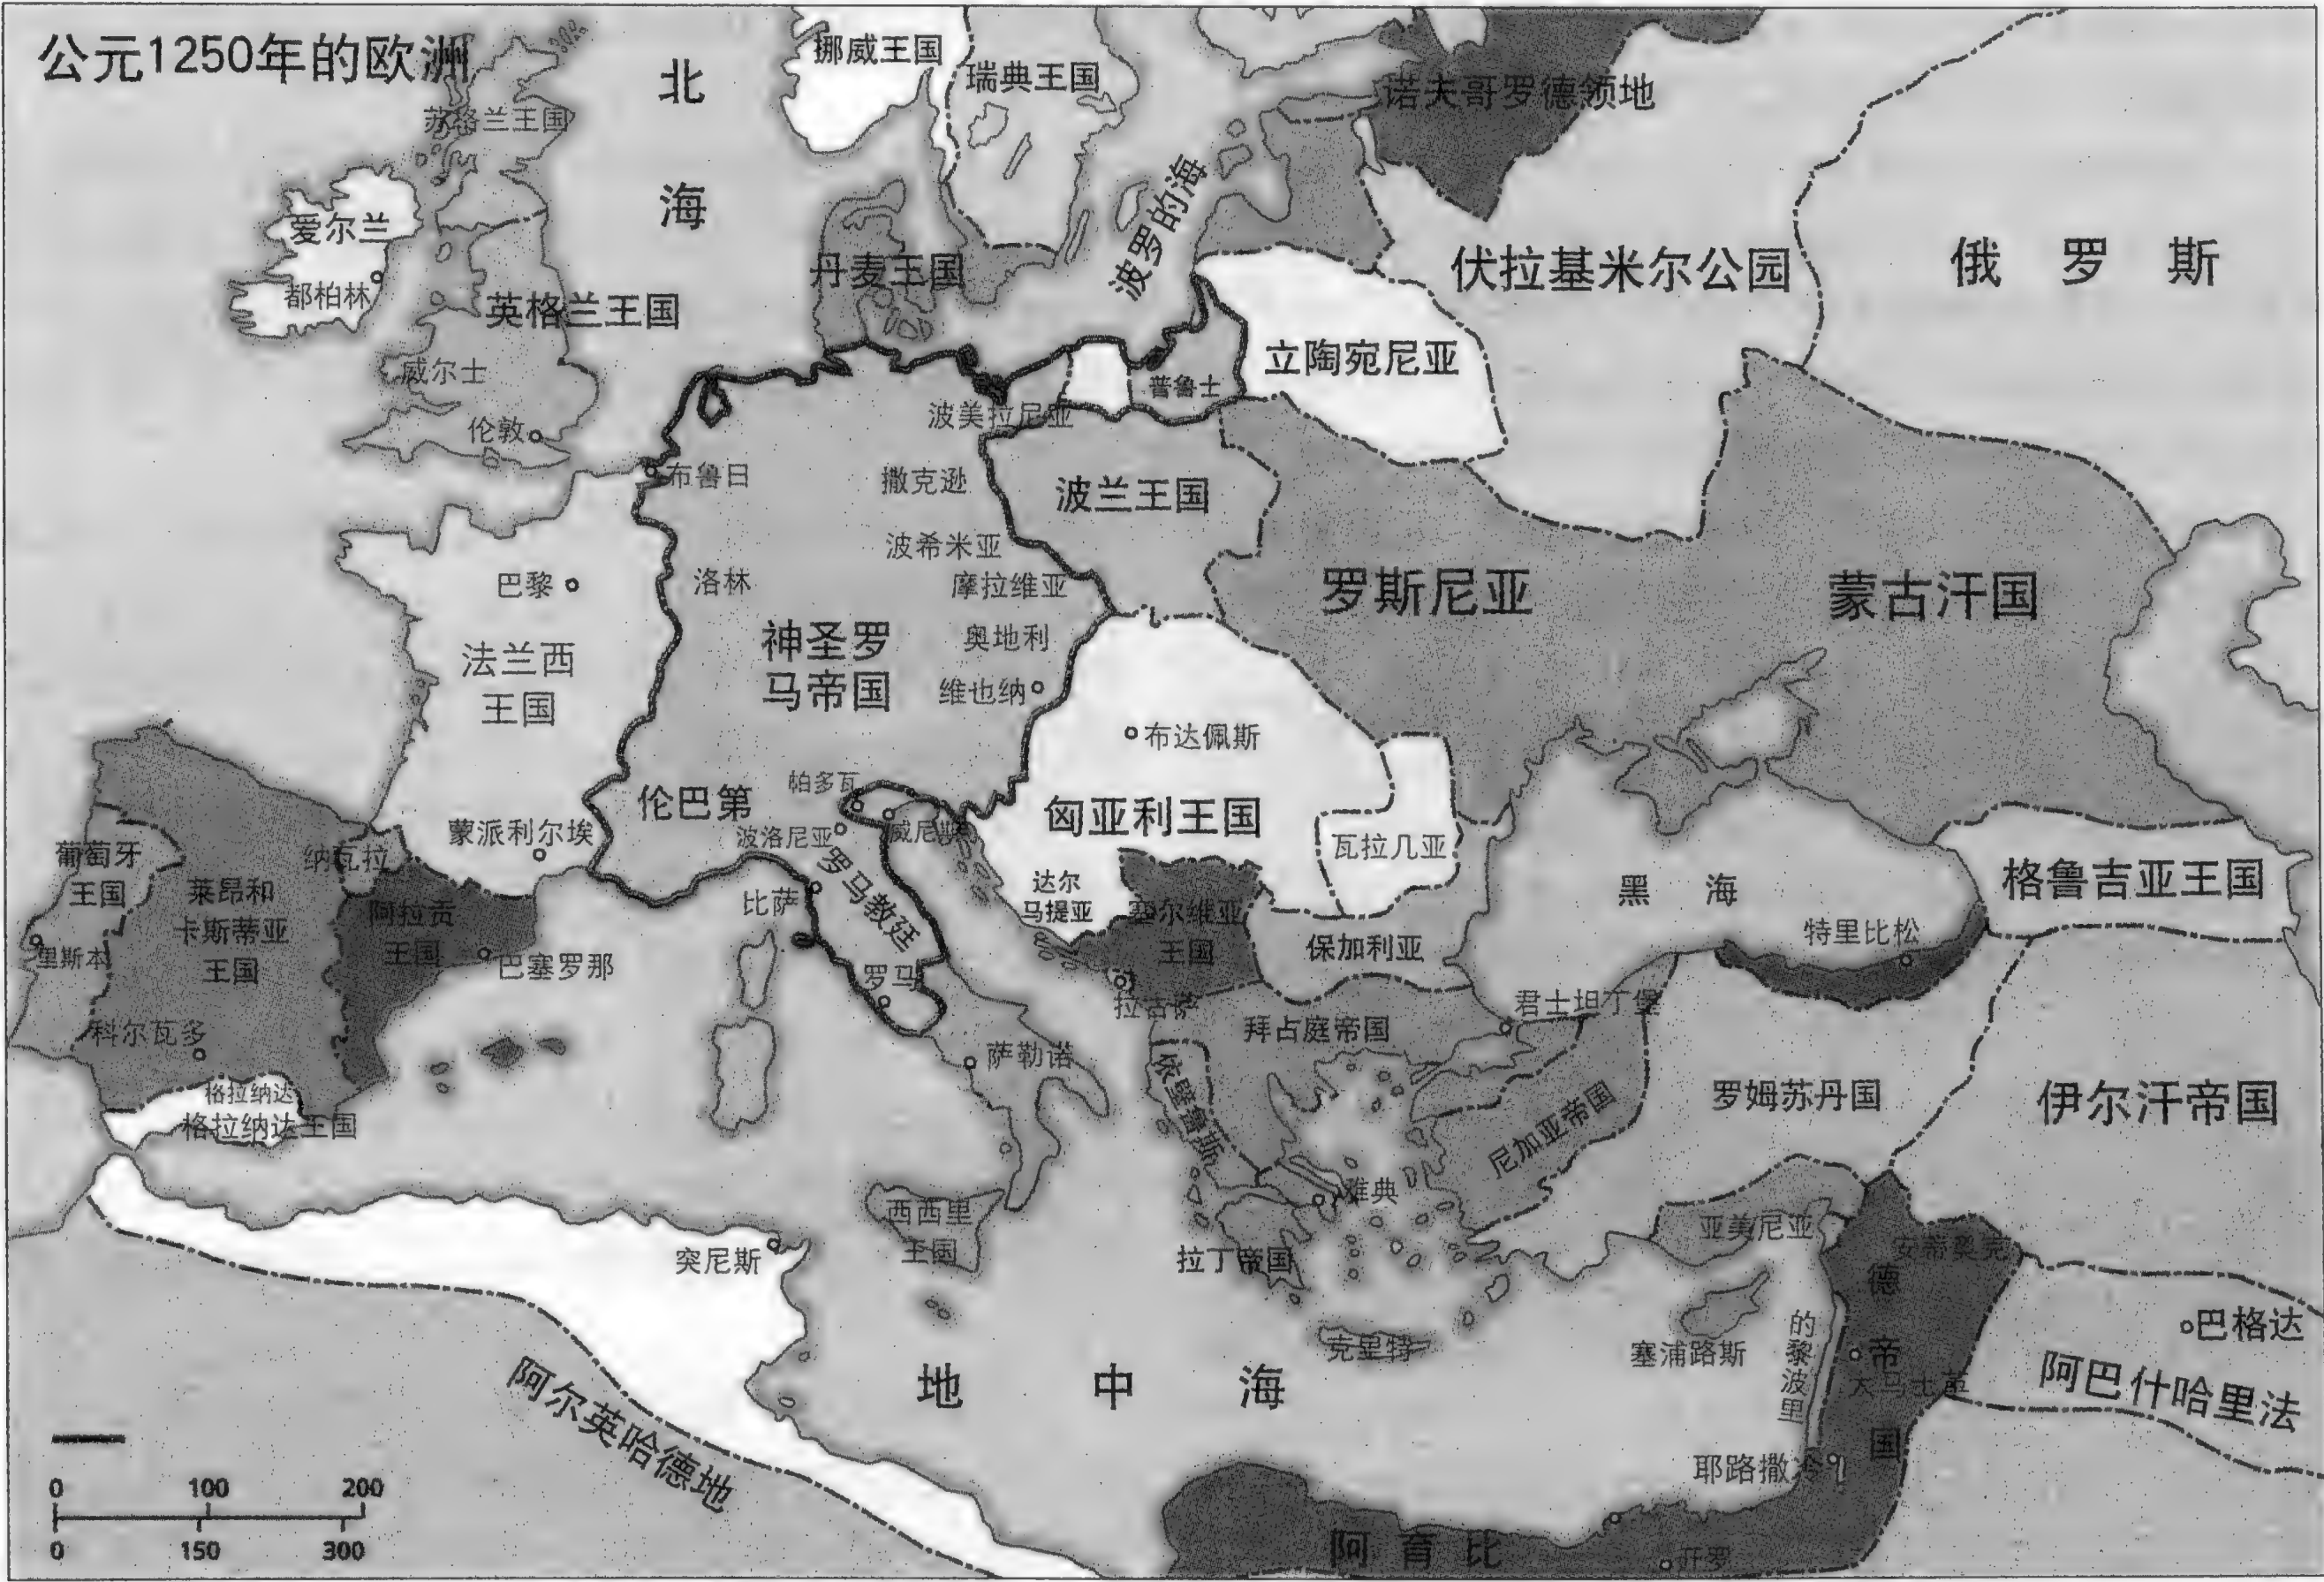 公元1250年的欧洲
北
海
挪威王国
瑞典王国
诺夫哥罗德领地
苏格兰王国
爱尔兰
都柏林
英格兰王国
威尔士
伦敦
丹麦王国
波罗的海
伏拉基米尔公园
俄 罗 斯
立陶宛尼亚
普鲁士
波美拉尼亚
布鲁日
撒克逊
波兰王国
波希米亚
摩拉维亚
巴黎
洛林
法兰西
王国
神圣罗
马帝国
奥地利
维也纳
罗斯尼亚
蒙古汗国
布达佩斯
匈亚利王国
瓦拉几亚
伦巴第
帕多瓦
波洛尼亚
威尼斯
蒙派利尔埃
纳瓦拉
葡萄牙
王国
里斯本
莱昂和
卡斯蒂亚
王国
阿拉贡
王国
巴塞罗那
科尔瓦多
格拉纳达
格拉纳达王国
比萨
罗马教廷
罗马
萨勒诺
达尔
马提亚
塞尔维亚
王国
拉古萨
保加利亚
黑 海
特里比松
格鲁吉亚王国
君士坦丁堡
拜占庭帝国
尼加亚帝国
罗姆苏丹国
伊尔汗帝国
雅典
拉丁帝国
克里特
西西里
王国
突尼斯
阿尔英哈德地
地 中 海
亚美尼亚
安蒂奥克
德
帝
国
大马士革
塞浦路斯
的黎波里
耶路撒冷
巴格达
阿巴什哈里法
阿育比
开罗
0 100 200
0 150 300